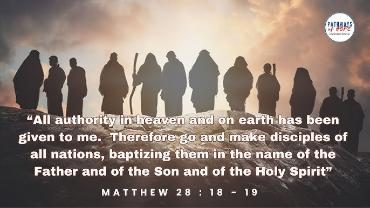 PATHWAYS
of HOPE
“All authority in heaven and on earth has been
given to me.  Therefore go and make disciples of
all nations, baptizing them in the name of the
Father and of the Son and of the Holy Spirit”
MATTHEW 28 : 18 - 19